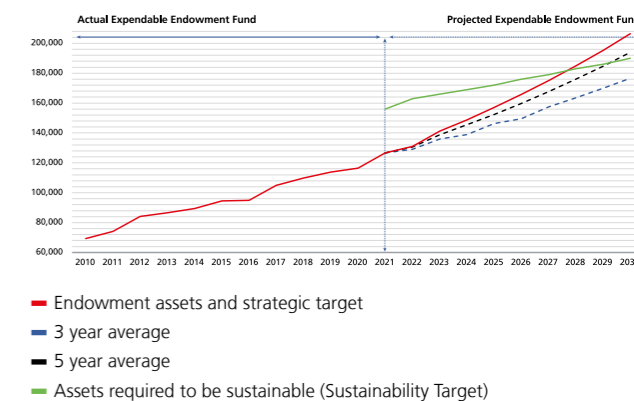 Actual Expendable Endowment Fund
Projected Expendable Endowment Fun
200,000
180,000
160,000
140,000
120,000
100,000
80,000
60,000
2010 2011 2012 2013 2014 2015 2016 2017 2018 2019 2020 2021 2022 2023 2024 2025 2026 2027 2028 2029 203
Endowment assets and strategic target
3 year average
5 year average
Assets required to be sustainable (Sustainability Target)